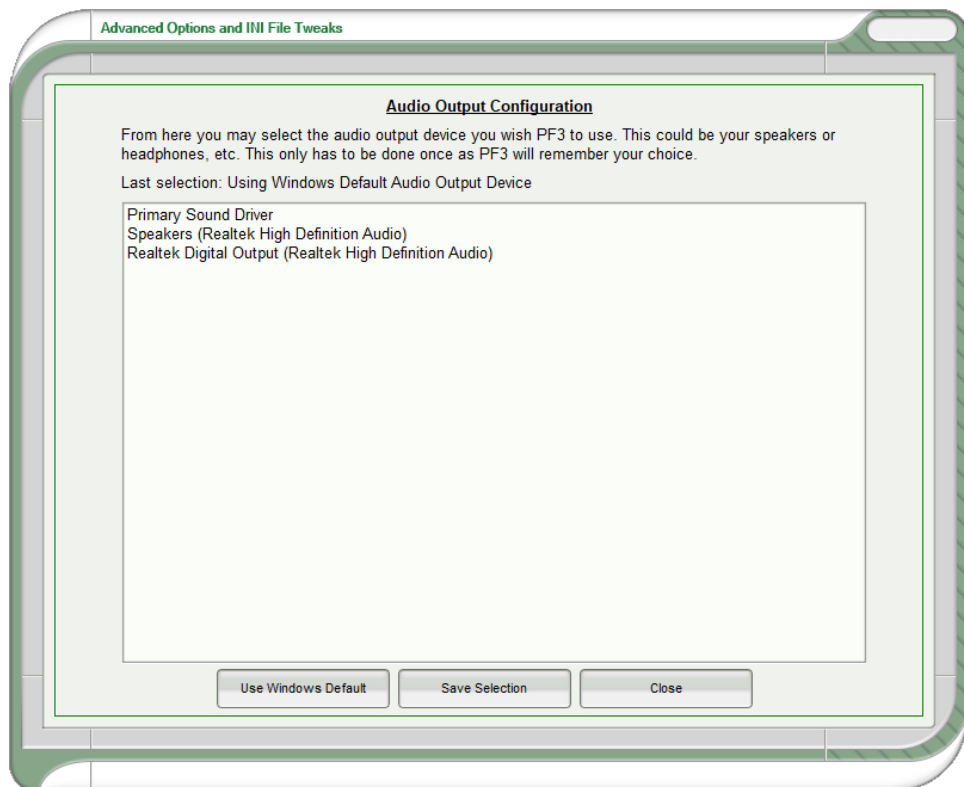 Advanced Options and INI File Tweaks
Audio Output Configuration
From here you may select the audio output device you wish PF3 to use. This could be your speakers or
headphones, etc. This only has to be done once as PF3 will remember your choice.
Last selection: Using Windows Default Audio Output Device
Primary Sound Driver
Speakers (Realtek High Definition Audio)
Realtek Digital Output (Realtek High Definition Audio)
Use Windows Default
Save Selection
Close